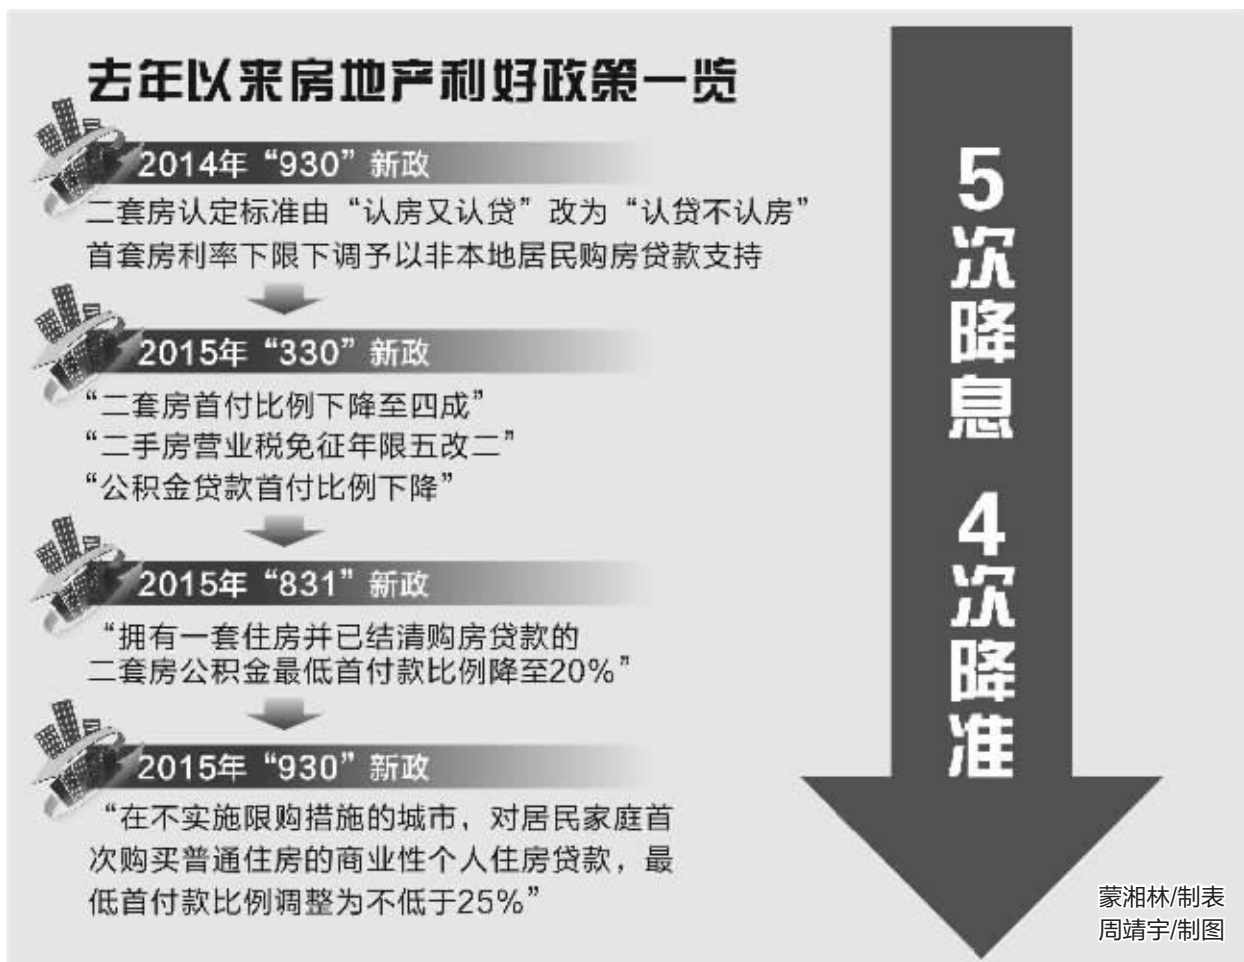 去年以来房地产利好政策一览
2014年“930”新政
二套房认定标准由“认房又认贷”改为“认贷不认房”
首套房利率下限下调予以非本地居民购房贷款支持
2015年“330”新政
“二套房首付比例下降至四成”
“二手房营业税免征年限五改二”
“公积金贷款首付比例下降”
2015年“831”新政
“拥有一套住房并已结清购房贷款的
二套房公积金最低首付款比例降至20%”
2015年“930”新政
“在不实施限购措施的城市，对居民家庭首
次购买普通住房的商业性个人住房贷款，最
低首付款比例调整为不低于25%”
5次降息
4次降准
蒙湘林/制表
周靖宇/制图